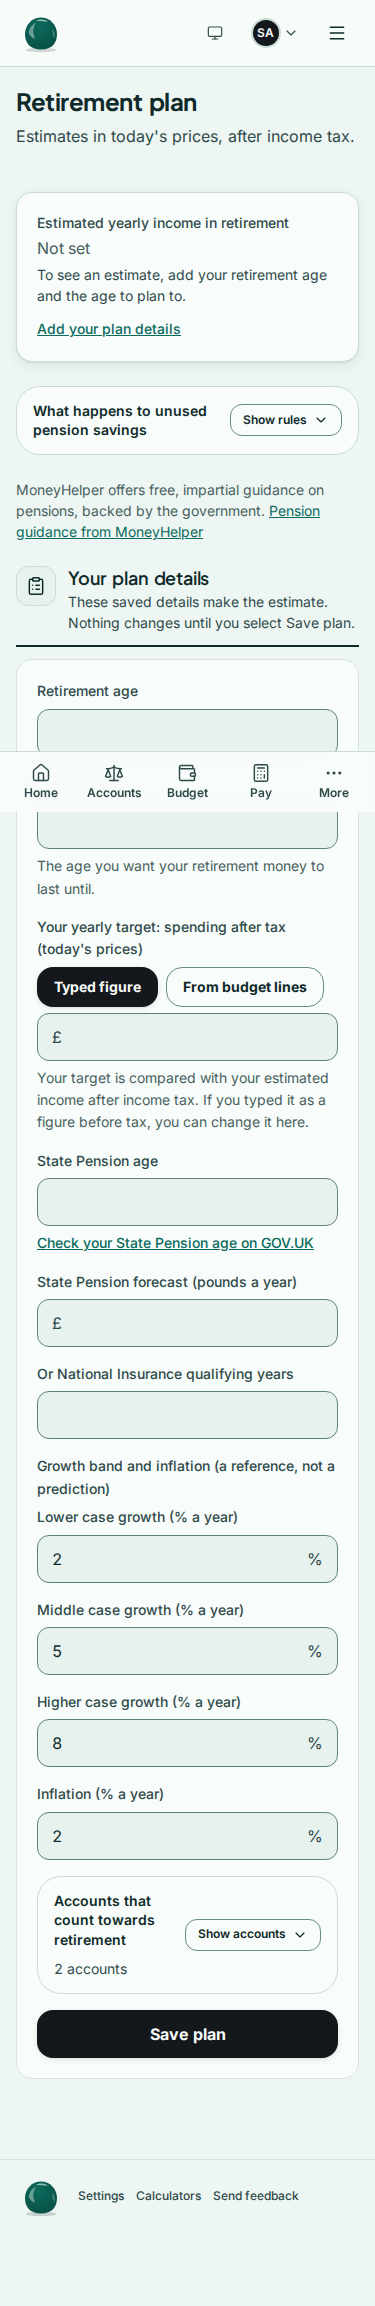 SA
Retirement plan
Estimates in today's prices, after income tax.
Estimated yearly income in retirement
Not set
To see an estimate, add your retirement age
and the age to plan to.
Add your plan details
What happens to unused
pension savings
Show rules
MoneyHelper offers free, impartial guidance on
pensions, backed by the government. Pension
guidance from MoneyHelper
Your plan details
These saved details make the estimate.
Nothing changes until you select Save plan.
Retirement age
Home
Accounts
Budget
Pay
More
The age you want your retirement money to
last until.
Your yearly target: spending after tax
(today's prices)
Typed figure
From budget lines
£
Your target is compared with your estimated
income after income tax. If you typed it as a
figure before tax, you can change it here.
State Pension age
Check your State Pension age on GOV.UK
State Pension forecast (pounds a year)
£
Or National Insurance qualifying years
Growth band and inflation (a reference, not a
prediction)
Lower case growth (% a year)
2 %
Middle case growth (% a year)
5 %
Higher case growth (% a year)
8 %
Inflation (% a year)
2 %
Accounts that
count towards
retirement
2 accounts
Show accounts
Save plan
Settings
Calculators
Send feedback